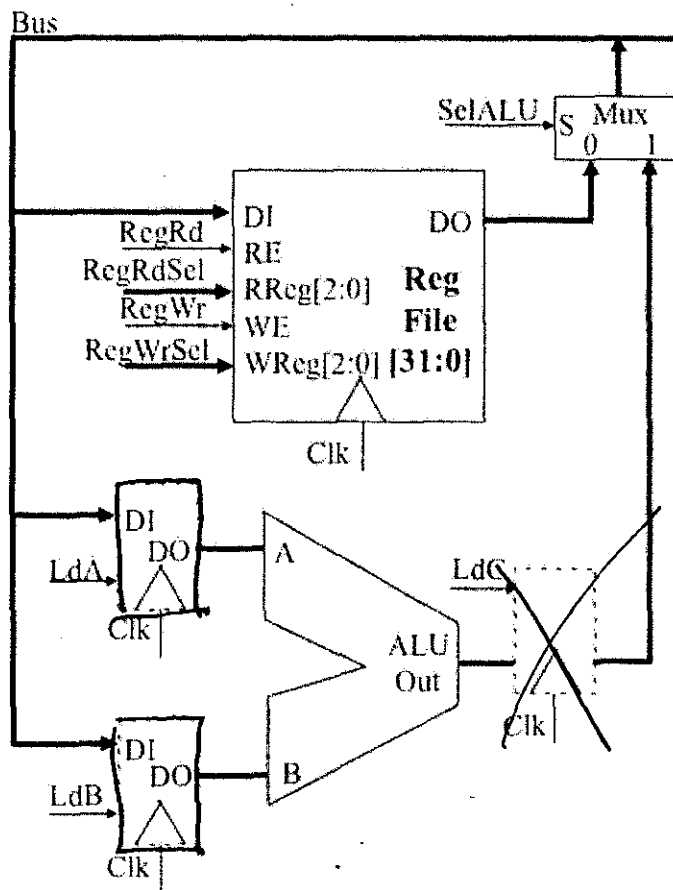 Bus
SelALU
S Mux
0 1
DI DO
RegRd
RE
RegRdSel
RReg[2:0] Reg
RegWr
WE File
RegWrSel
WReg[2:0] [31:0]
Clk
DI
DO
LdA
Clk
A
LdC
ALU
Out
Clk
DI
DO
B
LdB
Clk